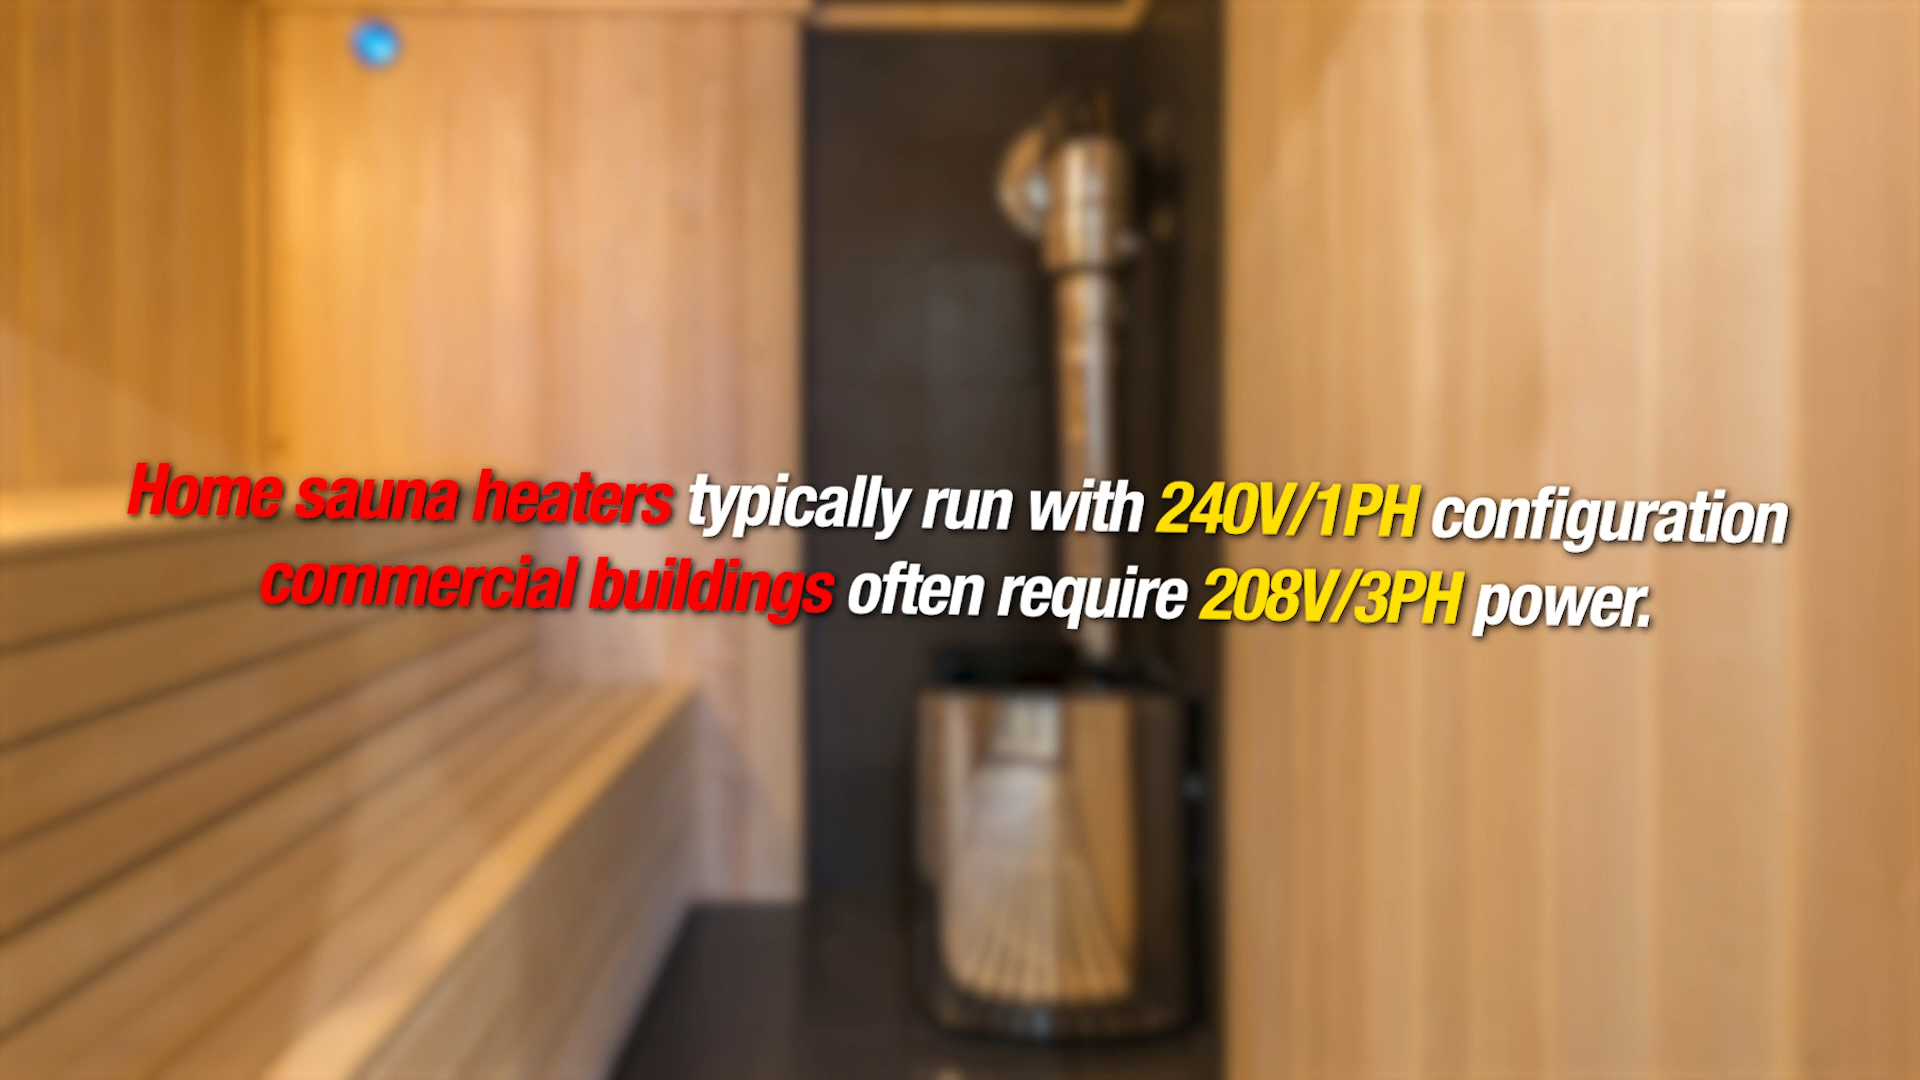 Home sauna heaters typically run with 240V/1PH configuration
commercial buildings often require 208V/3PH power.